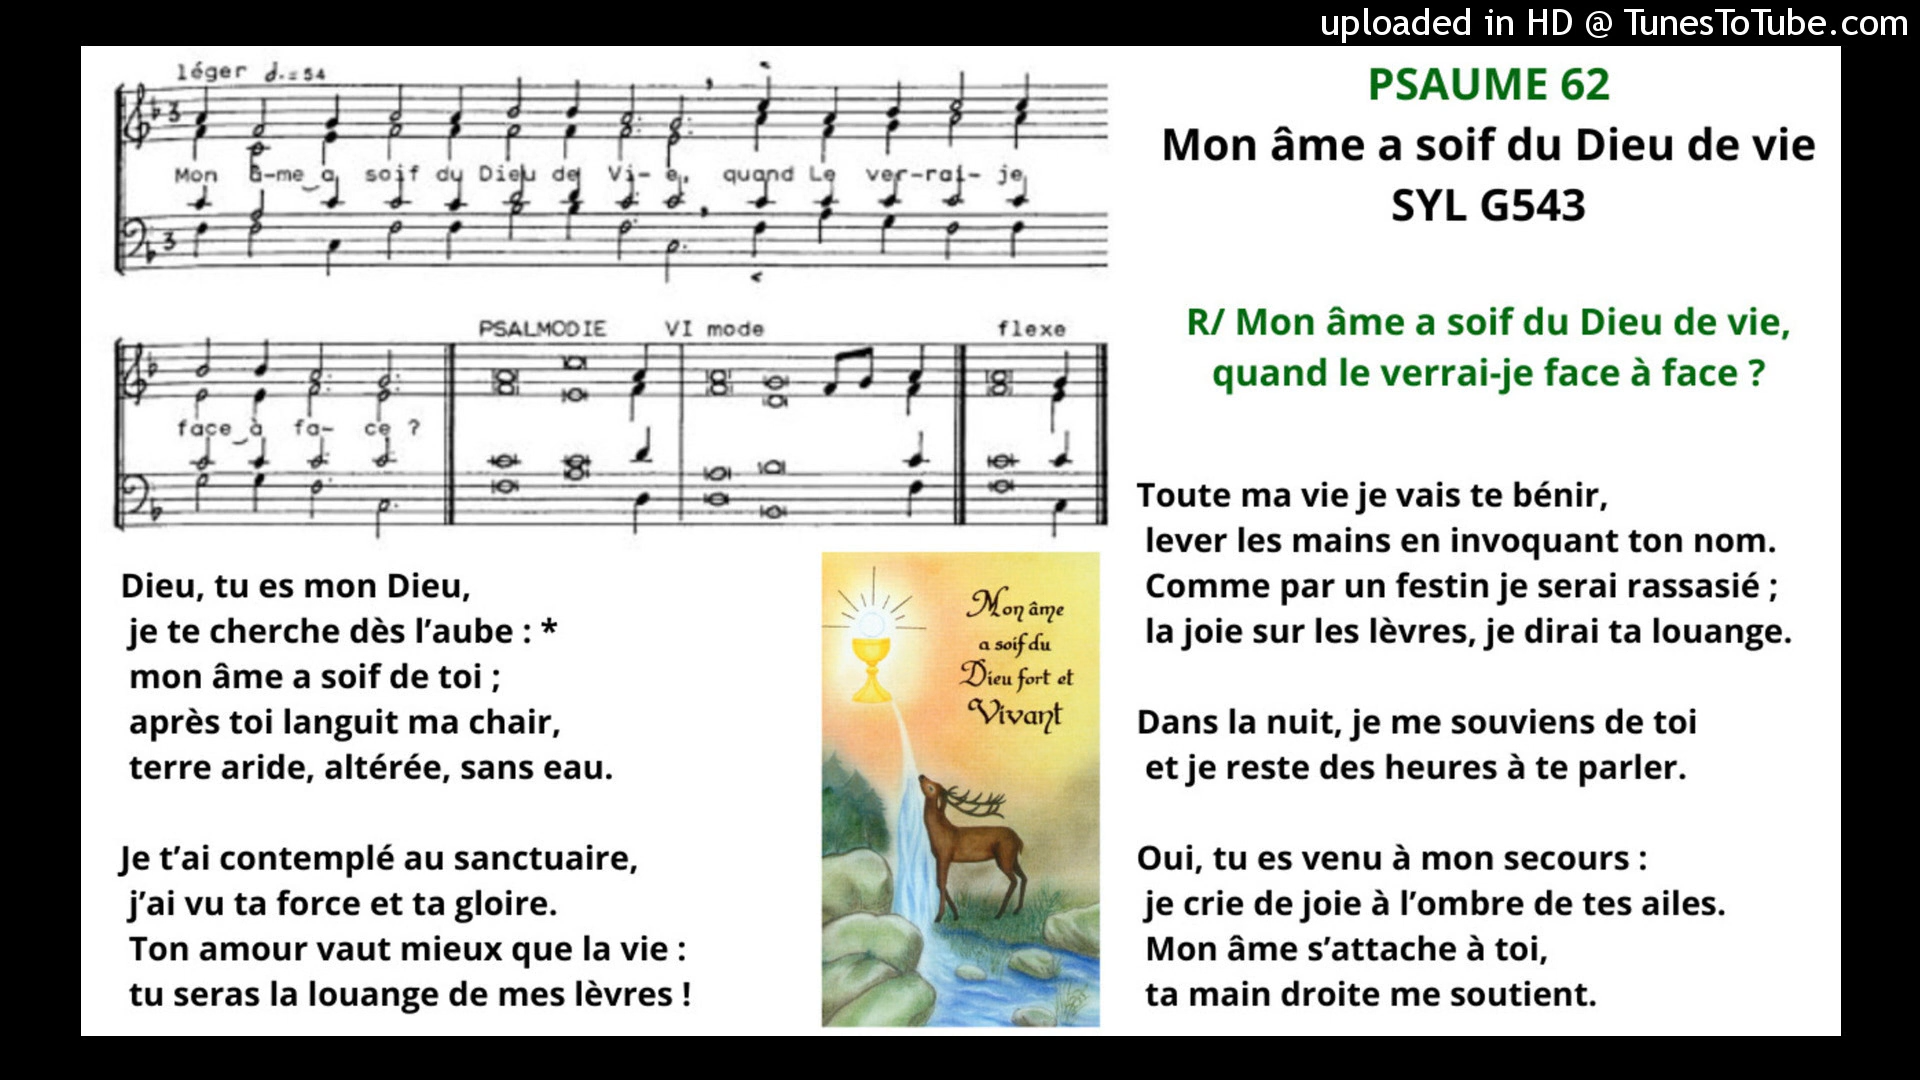 uploaded in HD @ TunesToTube.com
léger 𝅗𝅥. = 54
3
Mon â-me a soif du Dieu de Vi- e, quand Le ver-rai- je
3
PSALMODIE VI mode flexe
face à fa- ce ?
PSAUME 62
Mon âme a soif du Dieu de vie
SYL G543
R/ Mon âme a soif du Dieu de vie,
quand le verrai-je face à face ?
Dieu, tu es mon Dieu,
je te cherche dès l’aube : *
mon âme a soif de toi ;
après toi languit ma chair,
terre aride, altérée, sans eau.
Je t’ai contemplé au sanctuaire,
j’ai vu ta force et ta gloire.
Ton amour vaut mieux que la vie :
tu seras la louange de mes lèvres !
Mon âme
a soif du
Dieu fort et
Vivant
Toute ma vie je vais te bénir,
lever les mains en invoquant ton nom.
Comme par un festin je serai rassasié ;
la joie sur les lèvres, je dirai ta louange.
Dans la nuit, je me souviens de toi
et je reste des heures à te parler.
Oui, tu es venu à mon secours :
je crie de joie à l’ombre de tes ailes.
Mon âme s’attache à toi,
ta main droite me soutient.